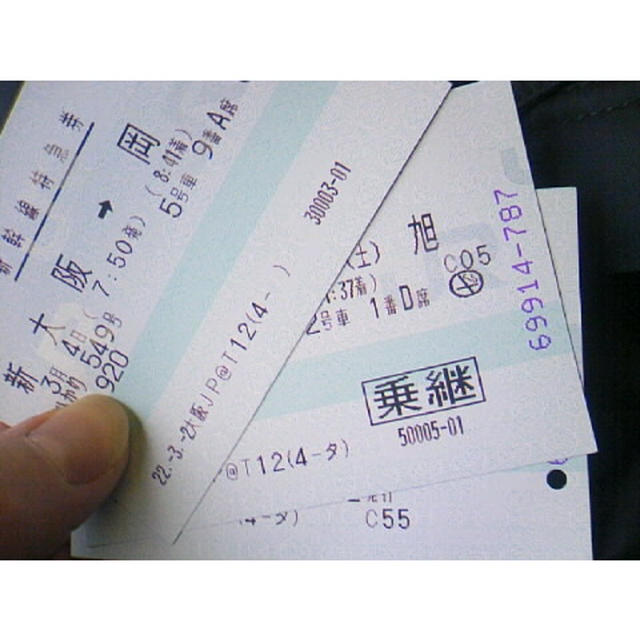 新幹線特急券
新大阪 ➡ 岡
3月4日(7:50発) (8:41着)
549号 5号車 9番A席
920
30003-01
22.-3.-2大阪JP@T12(4- )
(土) 旭
:37着) C05
2号車 1番D席
乗継
50005-01
@T12(4-タ)
69914-787
(4-タ)
C55